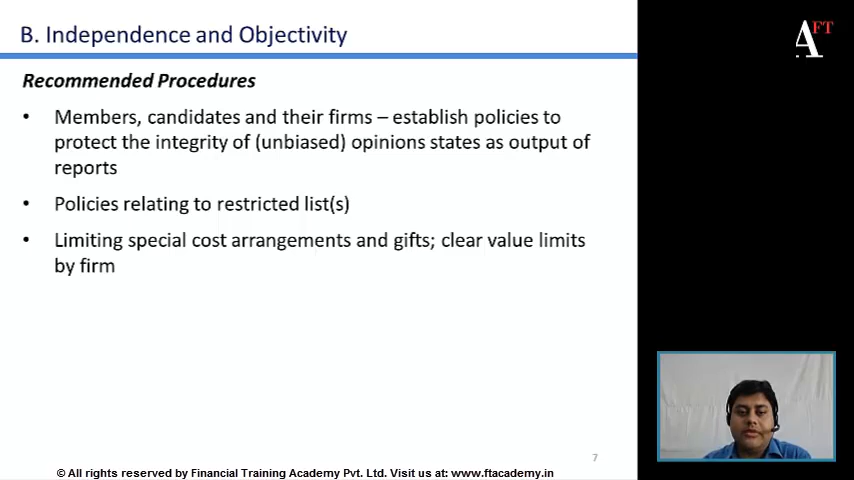 B. Independence and Objectivity
AFT
Recommended Procedures
• Members, candidates and their firms – establish policies to
protect the integrity of (unbiased) opinions states as output of
reports
• Policies relating to restricted list(s)
• Limiting special cost arrangements and gifts; clear value limits
by firm
7
© All rights reserved by Financial Training Academy Pvt. Ltd. Visit us at: www.ftacademy.in